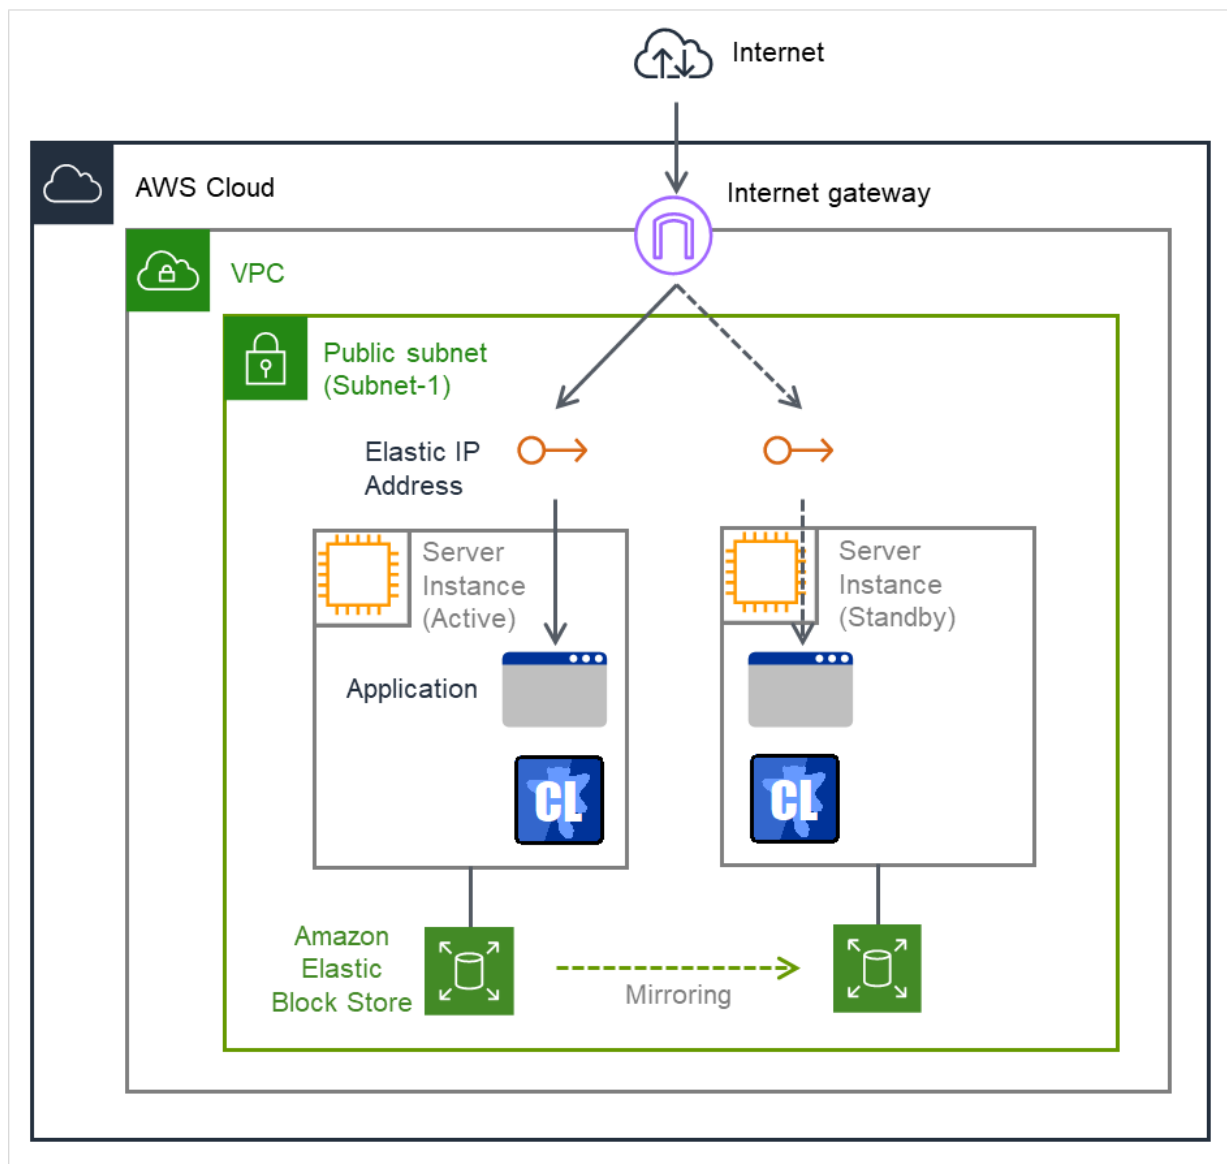 Internet
AWS Cloud
Internet gateway
VPC
Public subnet
(Subnet-1)
Elastic IP
Address
Server
Instance
(Active)
Server
Instance
(Standby)
Application
CL
CL
Amazon
Elastic
Block Store
Mirroring